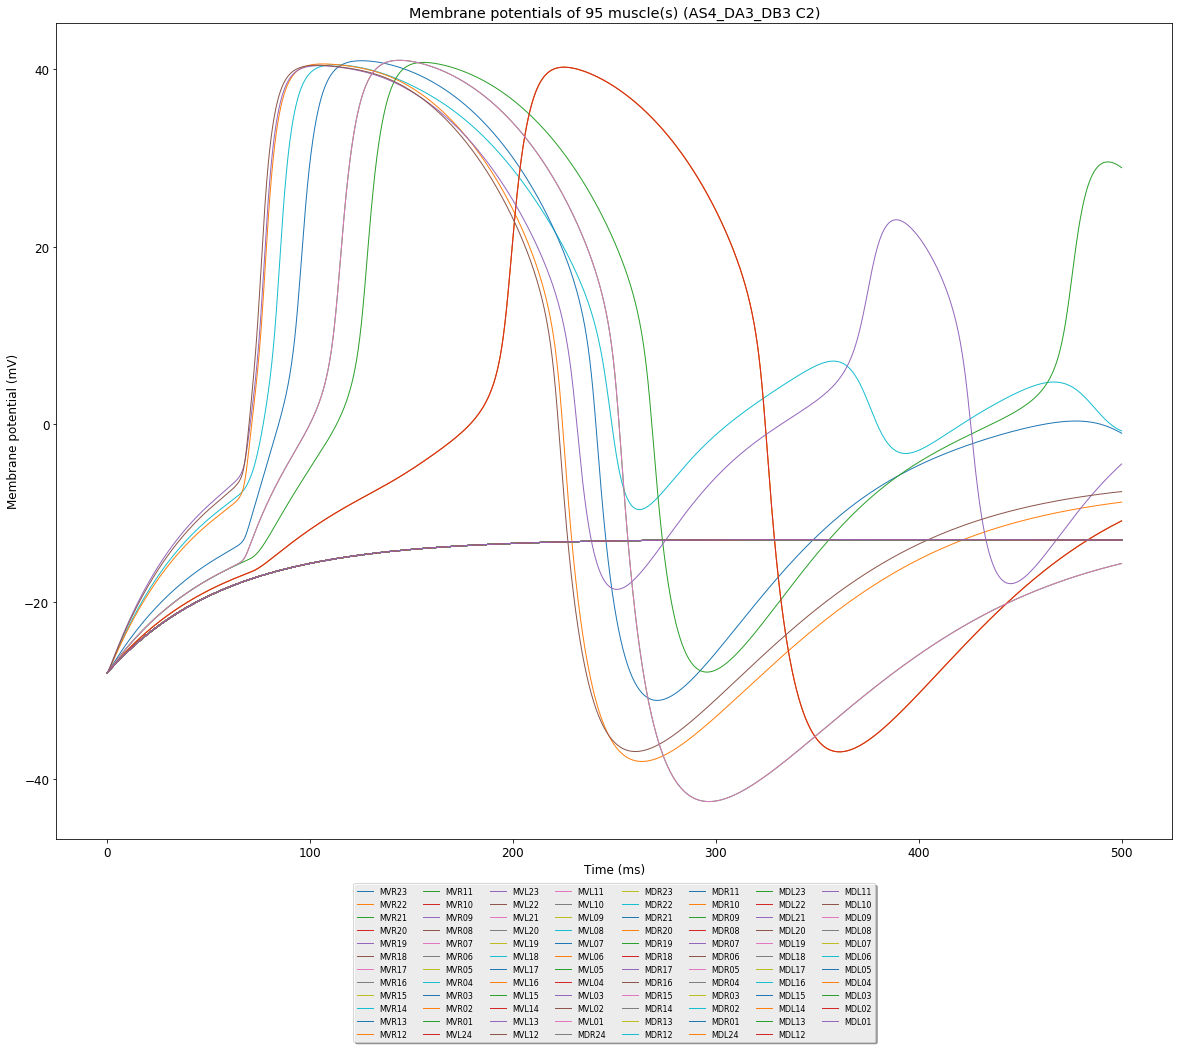 Membrane potentials of 95 muscle(s) (AS4_DA3_DB3 C2)
Membrane potential (mV)
40
20
0
−20
−40
0 100 200 300 400 500
Time (ms)
MVR23 MVR11 MVL23 MVL11 MDR23 MDR11 MDL23 MDL11
MVR22 MVR10 MVL22 MVL10 MDR22 MDR10 MDL22 MDL10
MVR21 MVR09 MVL21 MVL09 MDR21 MDR09 MDL21 MDL09
MVR20 MVR08 MVL20 MVL08 MDR20 MDR08 MDL20 MDL08
MVR19 MVR07 MVL19 MVL07 MDR19 MDR07 MDL19 MDL07
MVR18 MVR06 MVL18 MVL06 MDR18 MDR06 MDL18 MDL06
MVR17 MVR05 MVL17 MVL05 MDR17 MDR05 MDL17 MDL05
MVR16 MVR04 MVL16 MVL04 MDR16 MDR04 MDL16 MDL04
MVR15 MVR03 MVL15 MVL03 MDR15 MDR03 MDL15 MDL03
MVR14 MVR02 MVL14 MVL02 MDR14 MDR02 MDL14 MDL02
MVR13 MVR01 MVL13 MVL01 MDR13 MDR01 MDL13 MDL01
MVR12 MVL24 MVL12 MDR24 MDR12 MDL24 MDL12